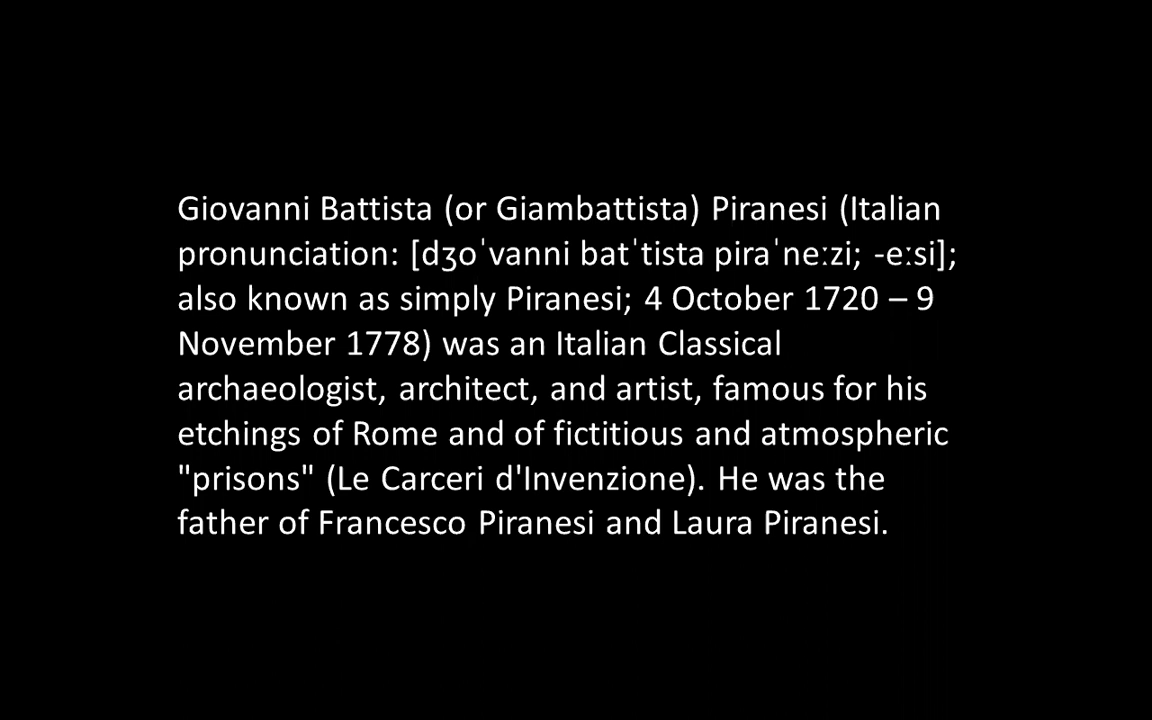 Giovanni Battista (or Giambattista) Piranesi (Italian
pronunciation: [dʒoˈvanni batˈtista piraˈneːzi; -eːsi];
also known as simply Piranesi; 4 October 1720 – 9
November 1778) was an Italian Classical
archaeologist, architect, and artist, famous for his
etchings of Rome and of fictitious and atmospheric
"prisons" (Le Carceri d'Invenzione). He was the
father of Francesco Piranesi and Laura Piranesi.